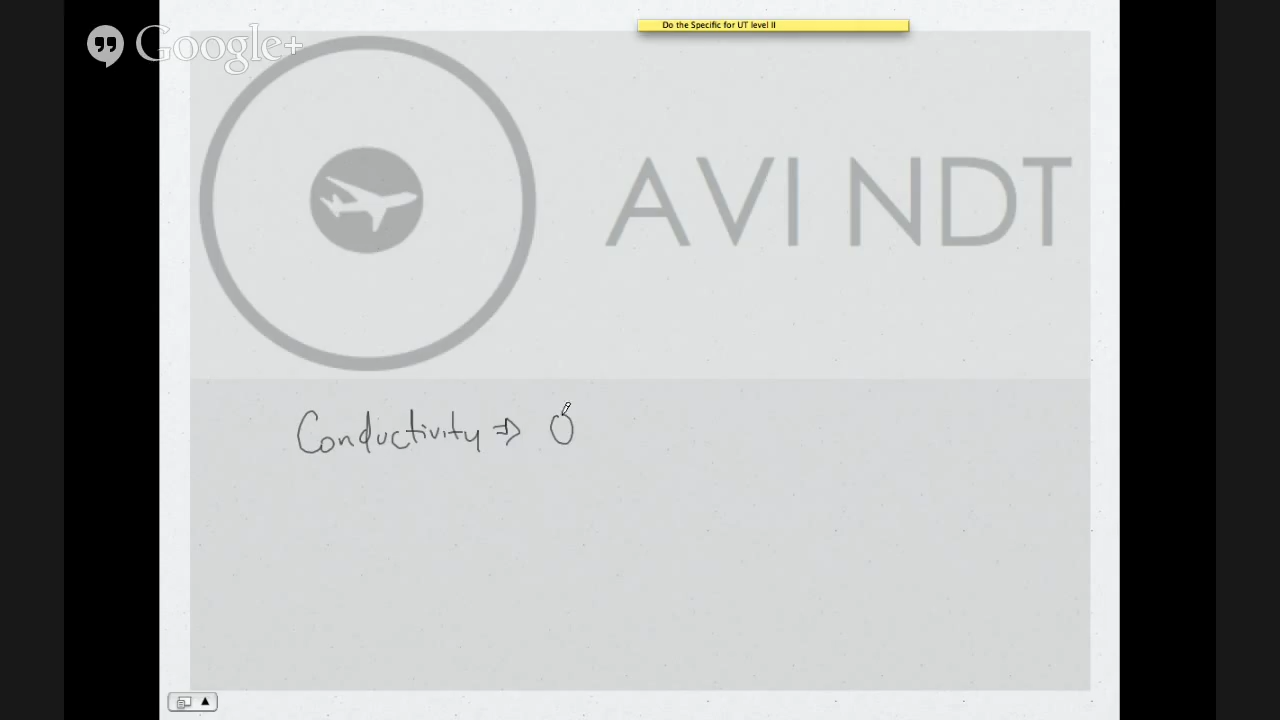 Do the Specific for UT level II
Google+
AVI NDT
Conductivity ⇒ O